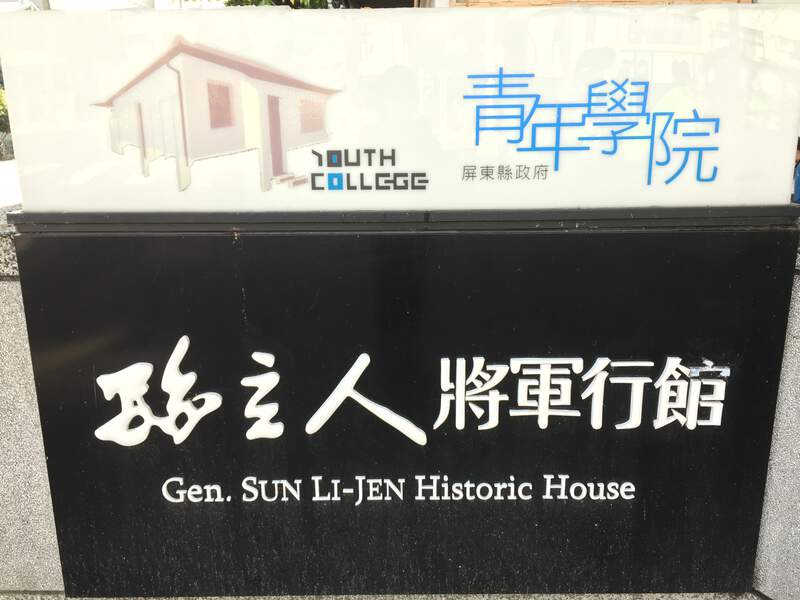 YOUTH
COLLEGE
青年學院
屏東縣政府
孫立人將軍行館
Gen. SUN LI-JEN Historic House